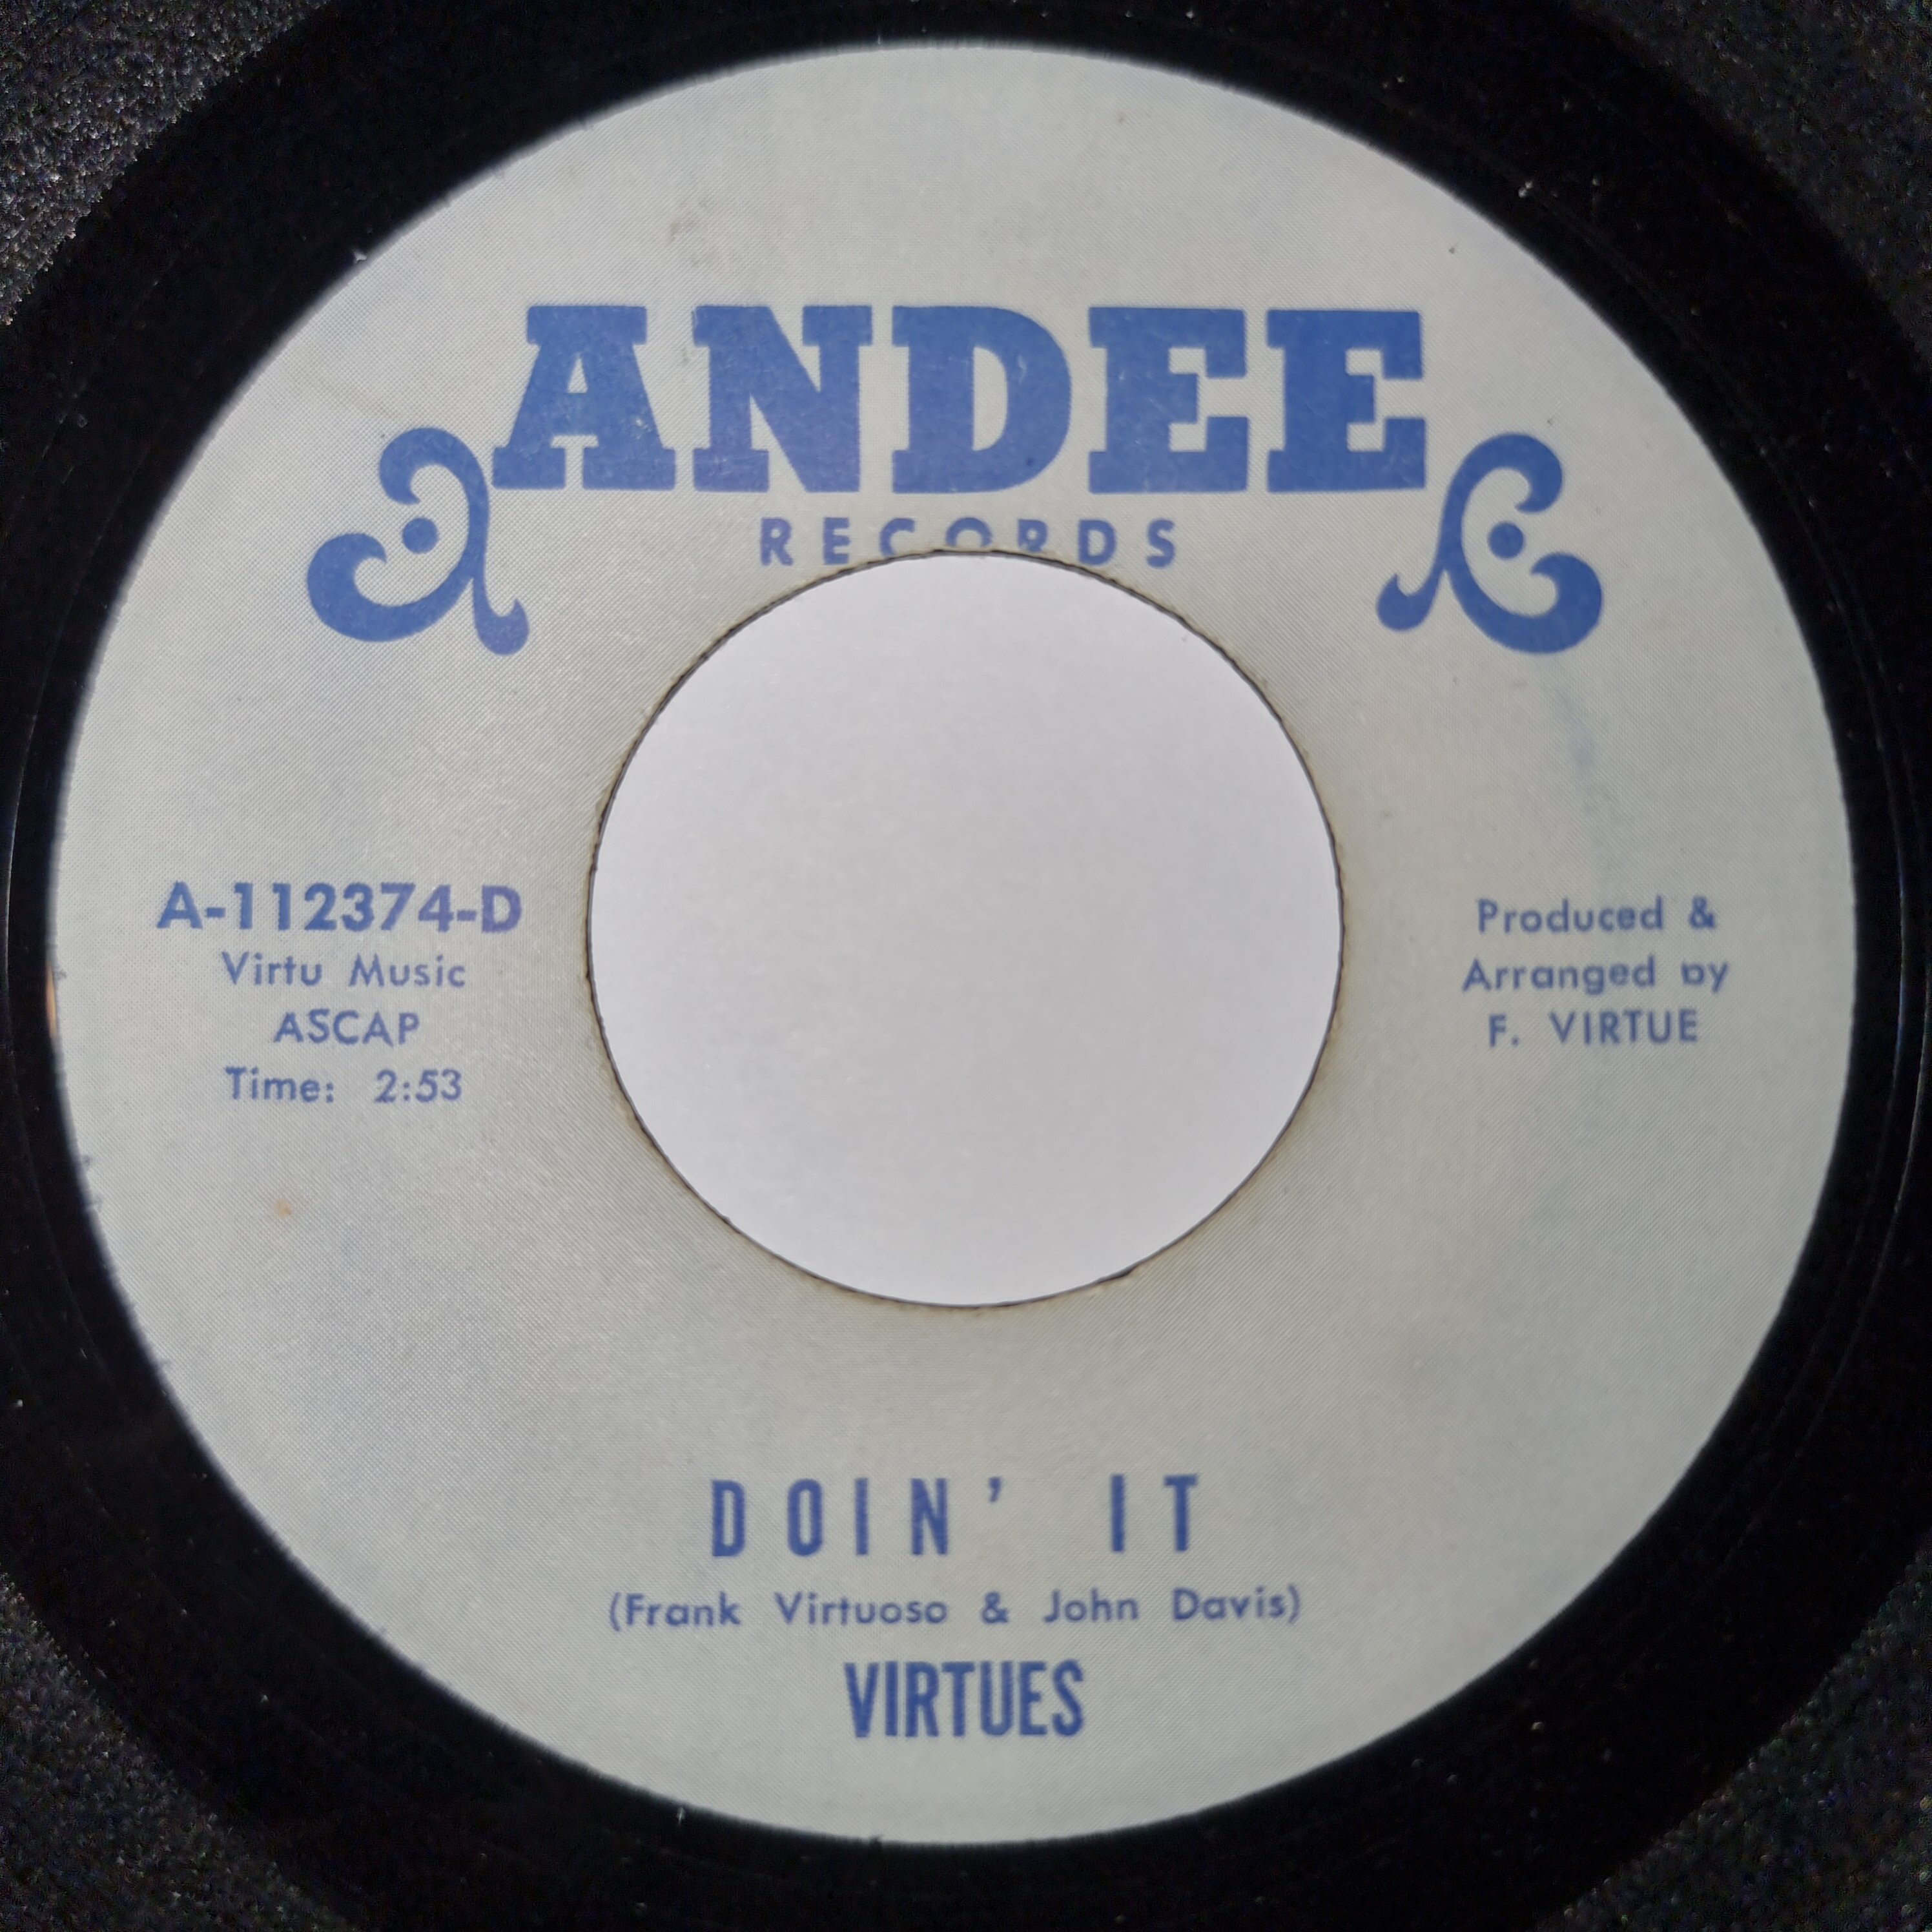 ANDEE
RECORDS
A-112374-D
Virtu Music
ASCAP
Time: 2:53
Produced &
Arranged by
F. VIRTUE
DOIN' IT
(Frank Virtuoso & John Davis)
VIRTUES